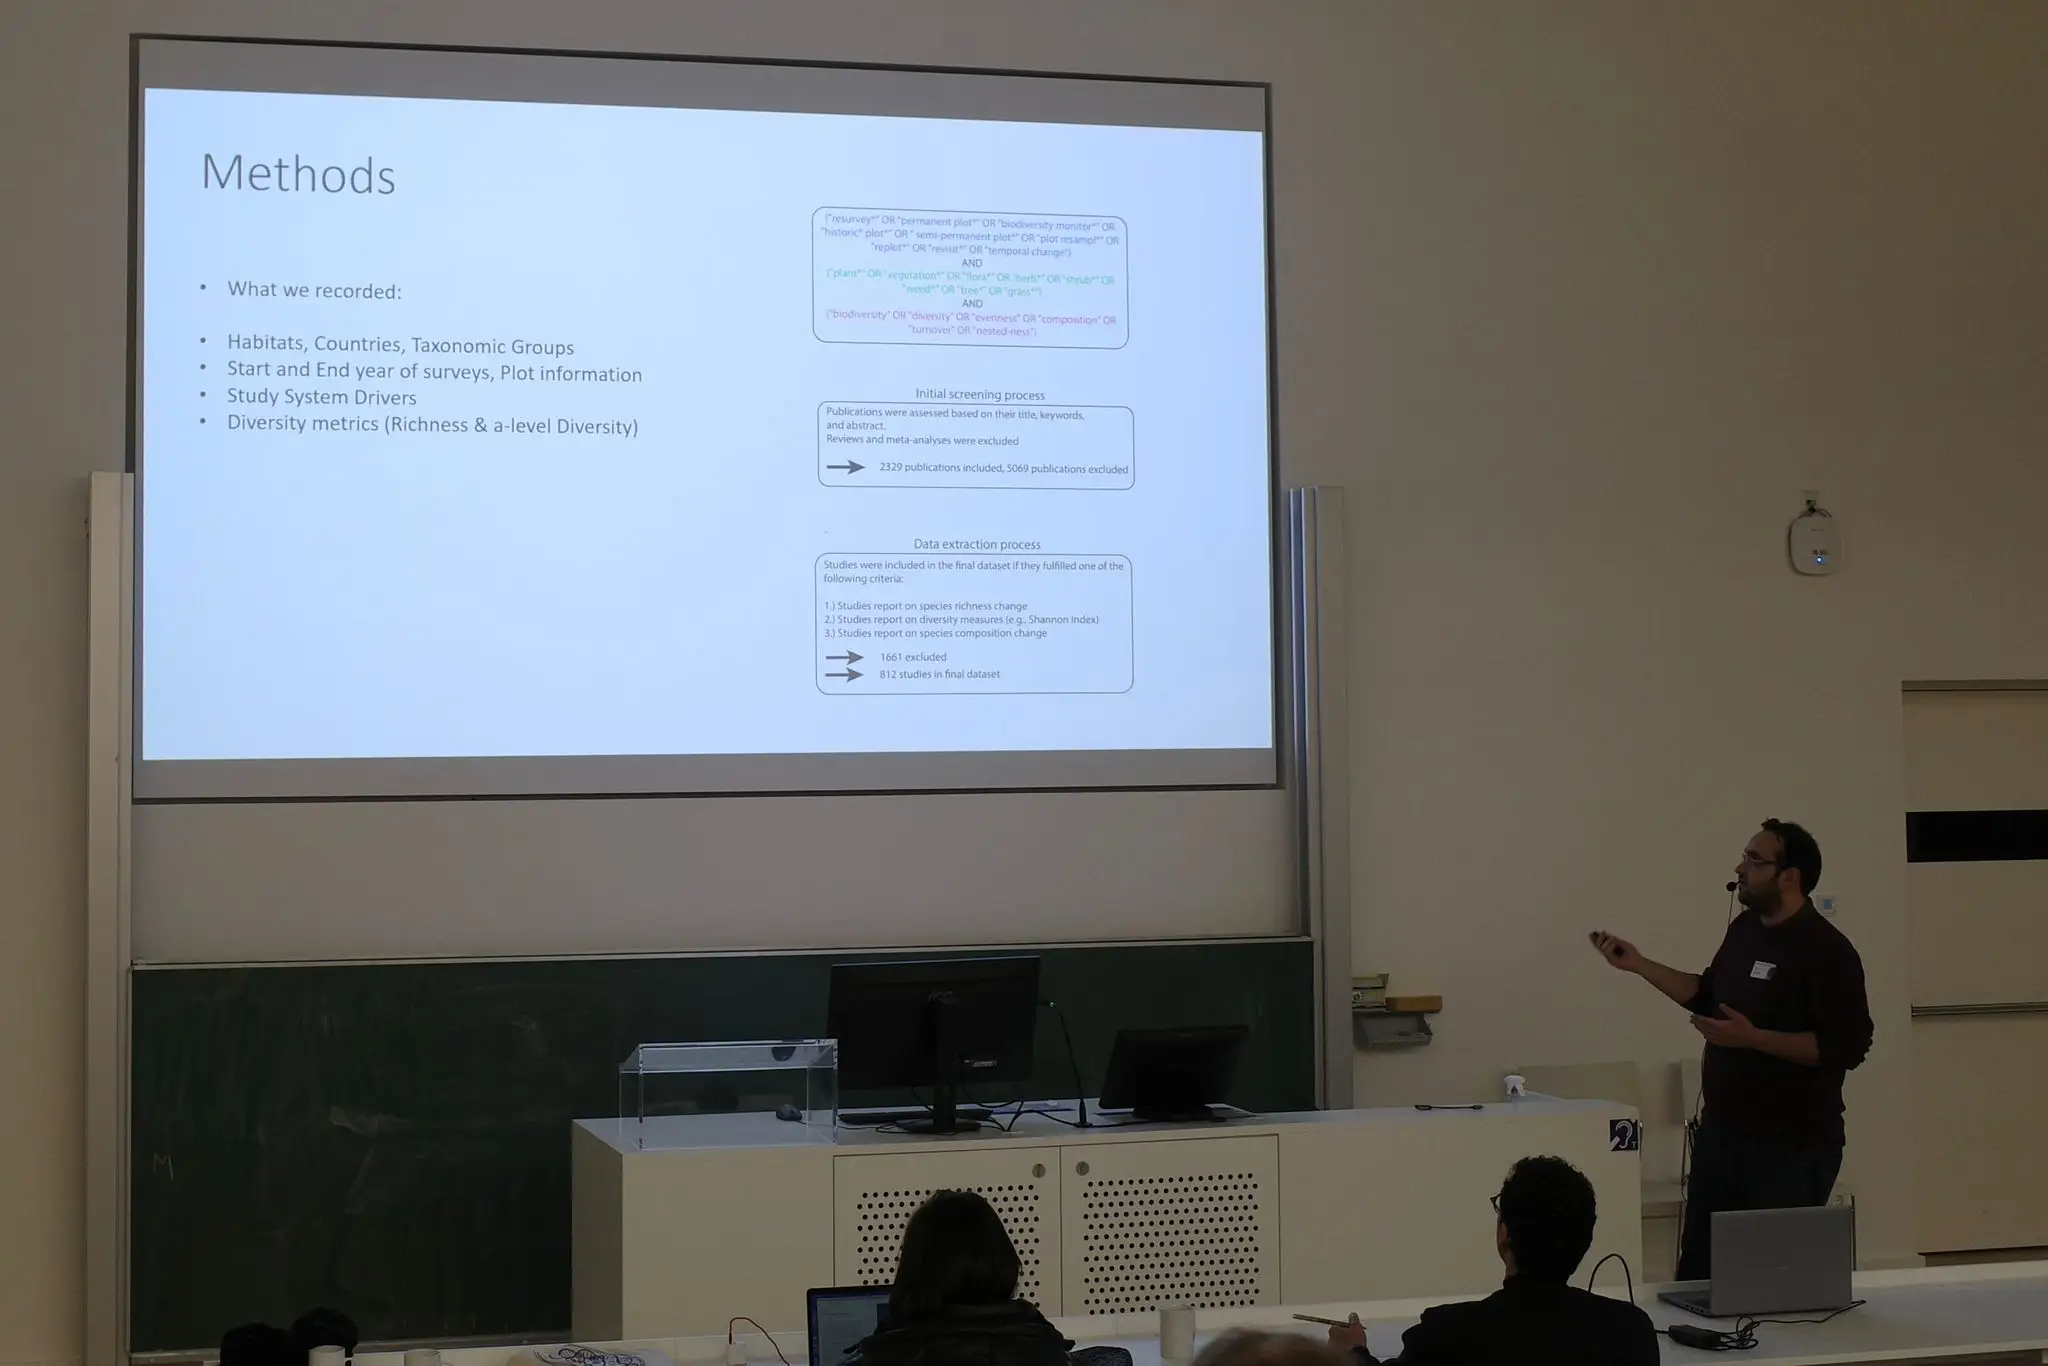 Methods
• What we recorded:
• Habitats, Countries, Taxonomic Groups
• Start and End year of surveys, Plot information
• Study System Drivers
• Diversity metrics (Richness & a-level Diversity)
("resurvey*" OR "permanent plot*" OR "biodiversity monitor*" OR
"historic* plot*" OR " semi-permanent plot*" OR "plot resampl*" OR
"replot*" OR "revisit*" OR "temporal change")
AND
("plant*" OR "vegetation*" OR "flora*" OR "herb*" OR "shrub*" OR
"weed*" OR "tree*" OR "grass*")
AND
("biodiversity" OR "diversity" OR "evenness" OR "composition" OR
"turnover" OR "nested-ness")
Initial screening process
Publications were assessed based on their title, keywords,
and abstract.
Reviews and meta-analyses were excluded
2329 publications included, 5069 publications excluded
Data extraction process
Studies were included in the final dataset if they fulfilled one of the
following criteria:
1.) Studies report on species richness change
2.) Studies report on diversity measures (e.g., Shannon Index)
3.) Studies report on species composition change
1661 excluded
812 studies in final dataset
AOC
M
T